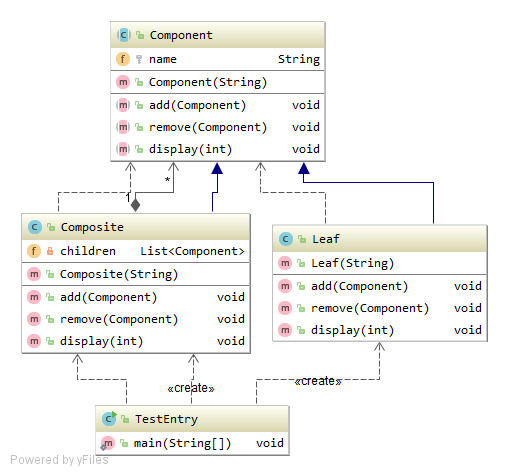 Component
name String
Component(String)
add(Component) void
remove(Component) void
display(int) void
*
1
Composite
children List<Component>
Composite(String)
add(Component) void
remove(Component) void
display(int) void
Leaf
Leaf(String)
add(Component) void
remove(Component) void
display(int) void
«create»
«create»
TestEntry
main(String[]) void
Powered by yFiles